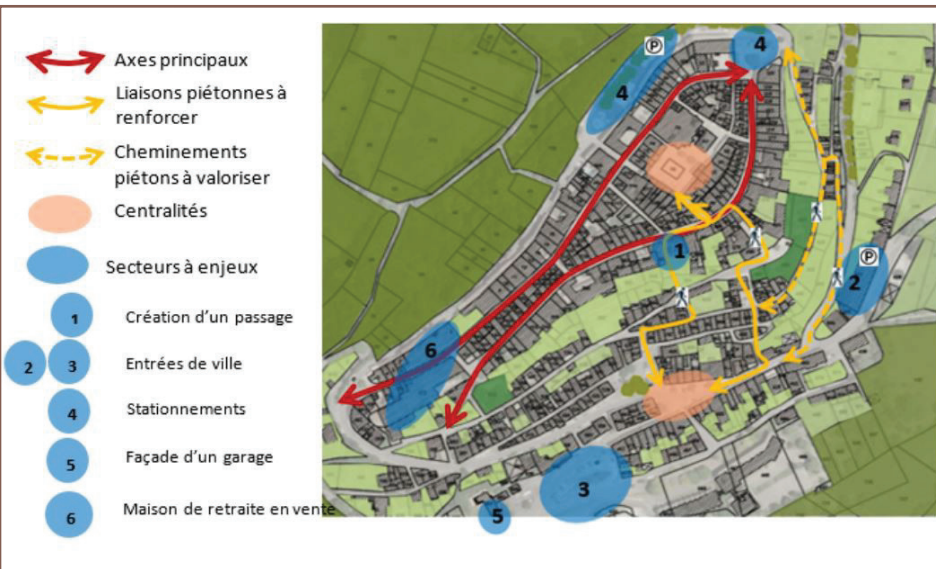 Axes principaux
Liaisons piétonnes à
renforcer
Cheminements
piétons à valoriser
Centralités
Secteurs à enjeux
1 Création d'un passage
2 3 Entrées de ville
4 Stationnements
5 Façade d'un garage
6 Maison de retraite en vente
P
4
4
1
P
2
6
3
5